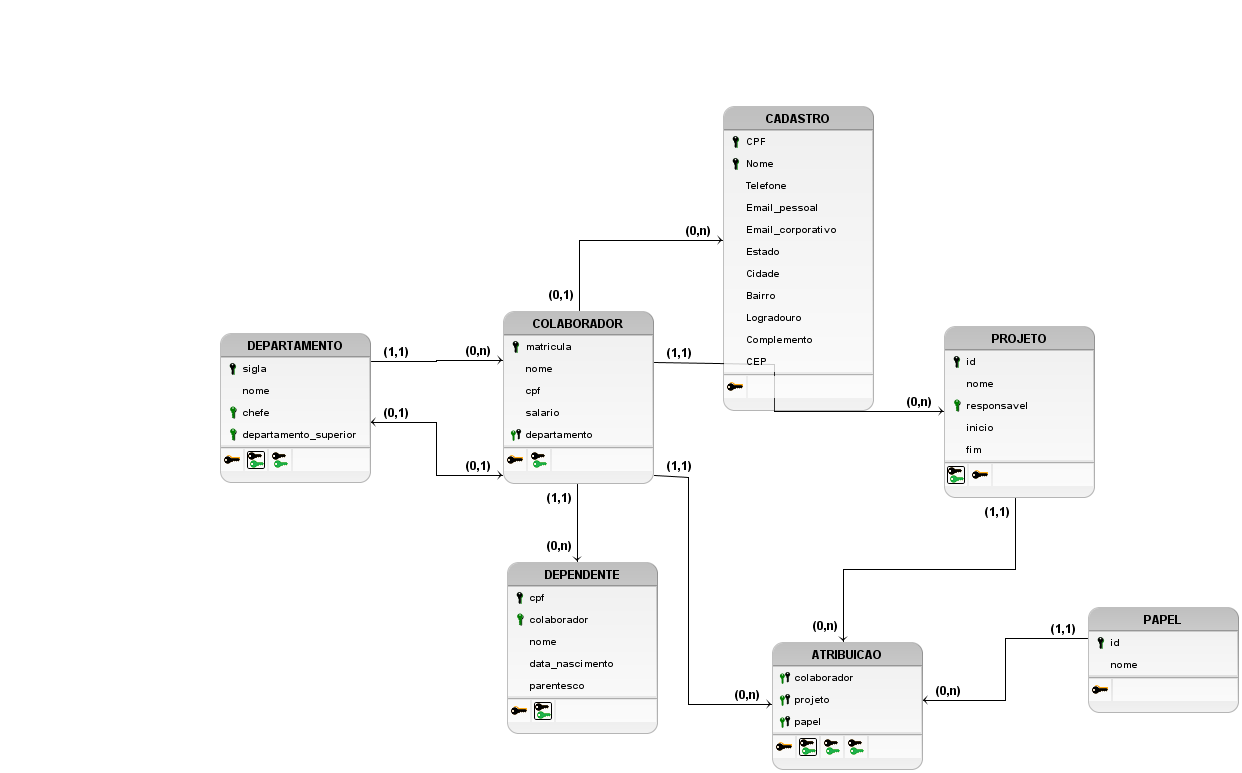 CADASTRO
CPF
Nome
Telefone
Email_pessoal
Email_corporativo
Estado
Cidade
Bairro
Logradouro
Complemento
CEP
(0,n)
(0,1)
DEPARTAMENTO
sigla
nome
chefe
departamento_superior
(1,1)
(0,n)
(0,1)
(0,1)
COLABORADOR
matricula
nome
cpf
salario
departamento
(1,1)
(0,n)
(1,1)
(1,1)
(0,n)
PROJETO
id
nome
responsavel
inicio
fim
(1,1)
(0,n)
DEPENDENTE
cpf
colaborador
nome
data_nascimento
parentesco
(0,n)
ATRIBUICAO
colaborador
projeto
papel
(0,n)
(1,1)
PAPEL
id
nome